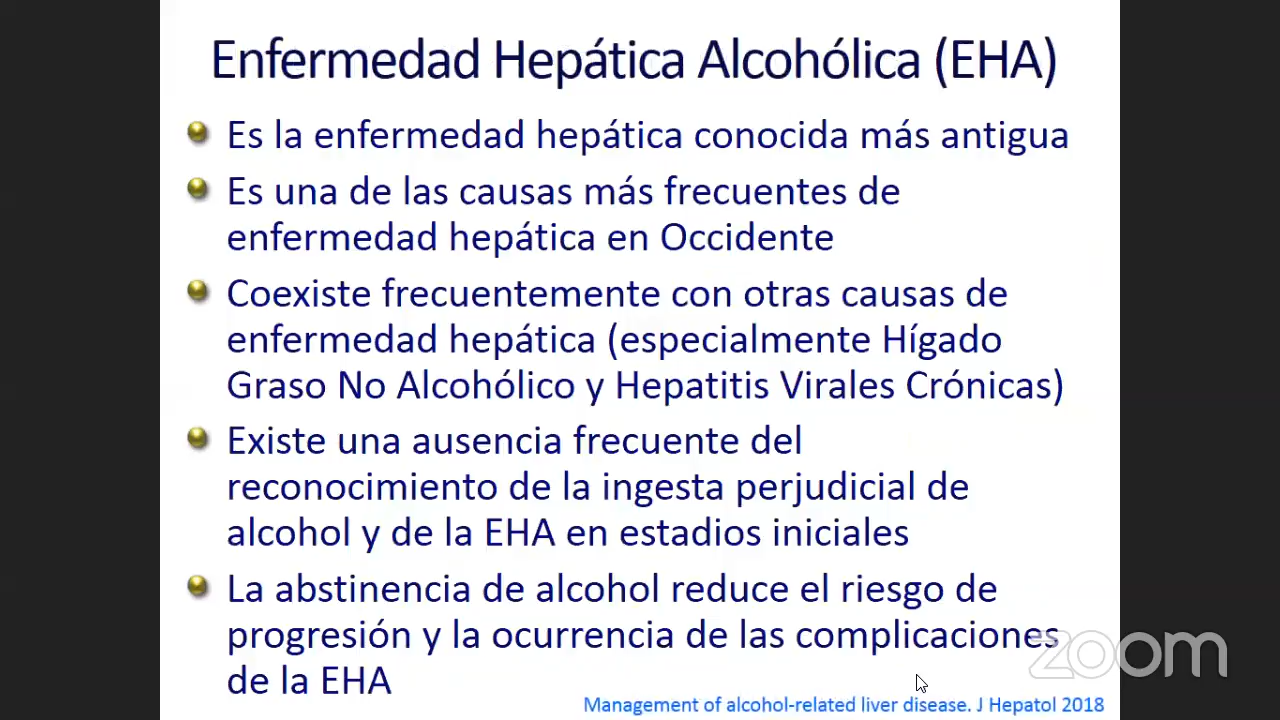 Enfermedad Hepática Alcohólica (EHA)
Es la enfermedad hepática conocida más antigua
Es una de las causas más frecuentes de
enfermedad hepática en Occidente
Coexiste frecuentemente con otras causas de
enfermedad hepática (especialmente Hígado
Graso No Alcohólico y Hepatitis Virales Crónicas)
Existe una ausencia frecuente del
reconocimiento de la ingesta perjudicial de
alcohol y de la EHA en estadios iniciales
La abstinencia de alcohol reduce el riesgo de
progresión y la ocurrencia de las complicaciones
de la EHA
zoom
Management of alcohol-related liver disease. J Hepatol 2018